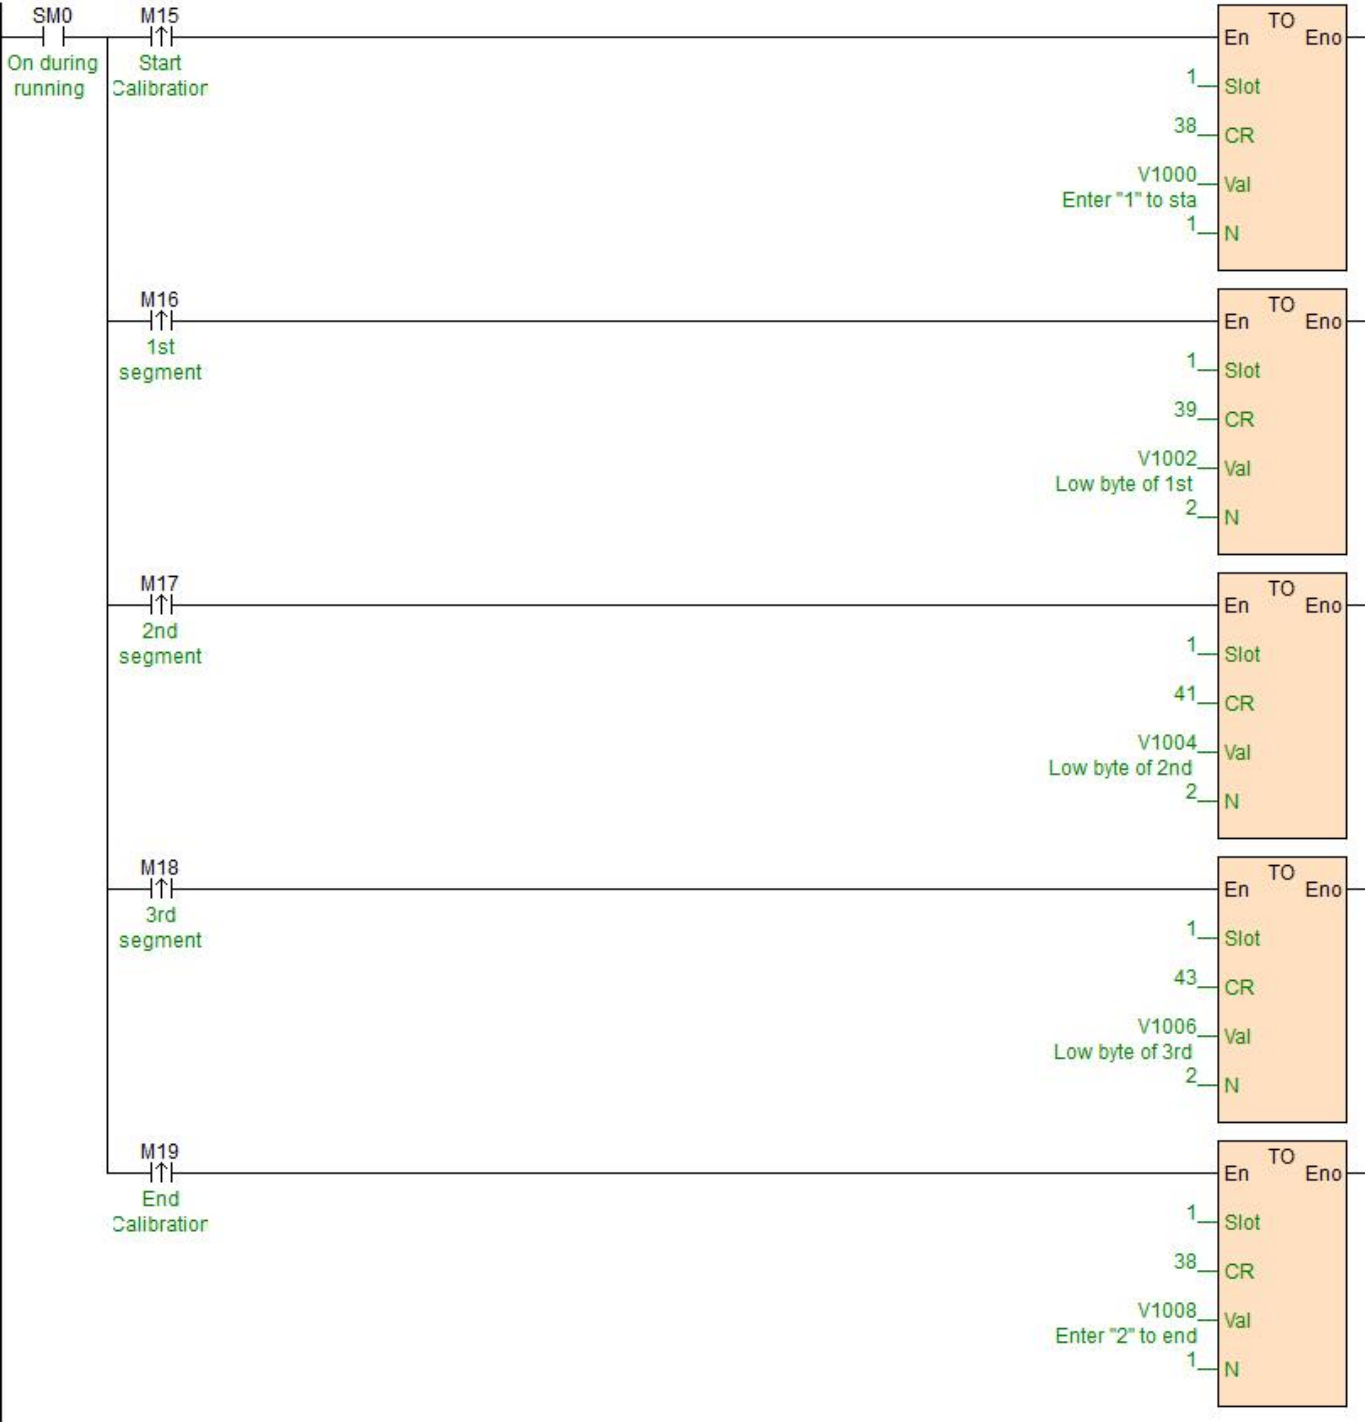 SM0 M15 TO
En Eno
On during Start
running Calibration
1 Slot
38 CR
V1000 Val
Enter "1" to sta
1 N
M16 TO
En Eno
1st
segment
1 Slot
39 CR
V1002 Val
Low byte of 1st
2 N
M17 TO
En Eno
2nd
segment
1 Slot
41 CR
V1004 Val
Low byte of 2nd
2 N
M18 TO
En Eno
3rd
segment
1 Slot
43 CR
V1006 Val
Low byte of 3rd
2 N
M19 TO
En Eno
End
Calibration
1 Slot
38 CR
V1008 Val
Enter "2" to end
1 N